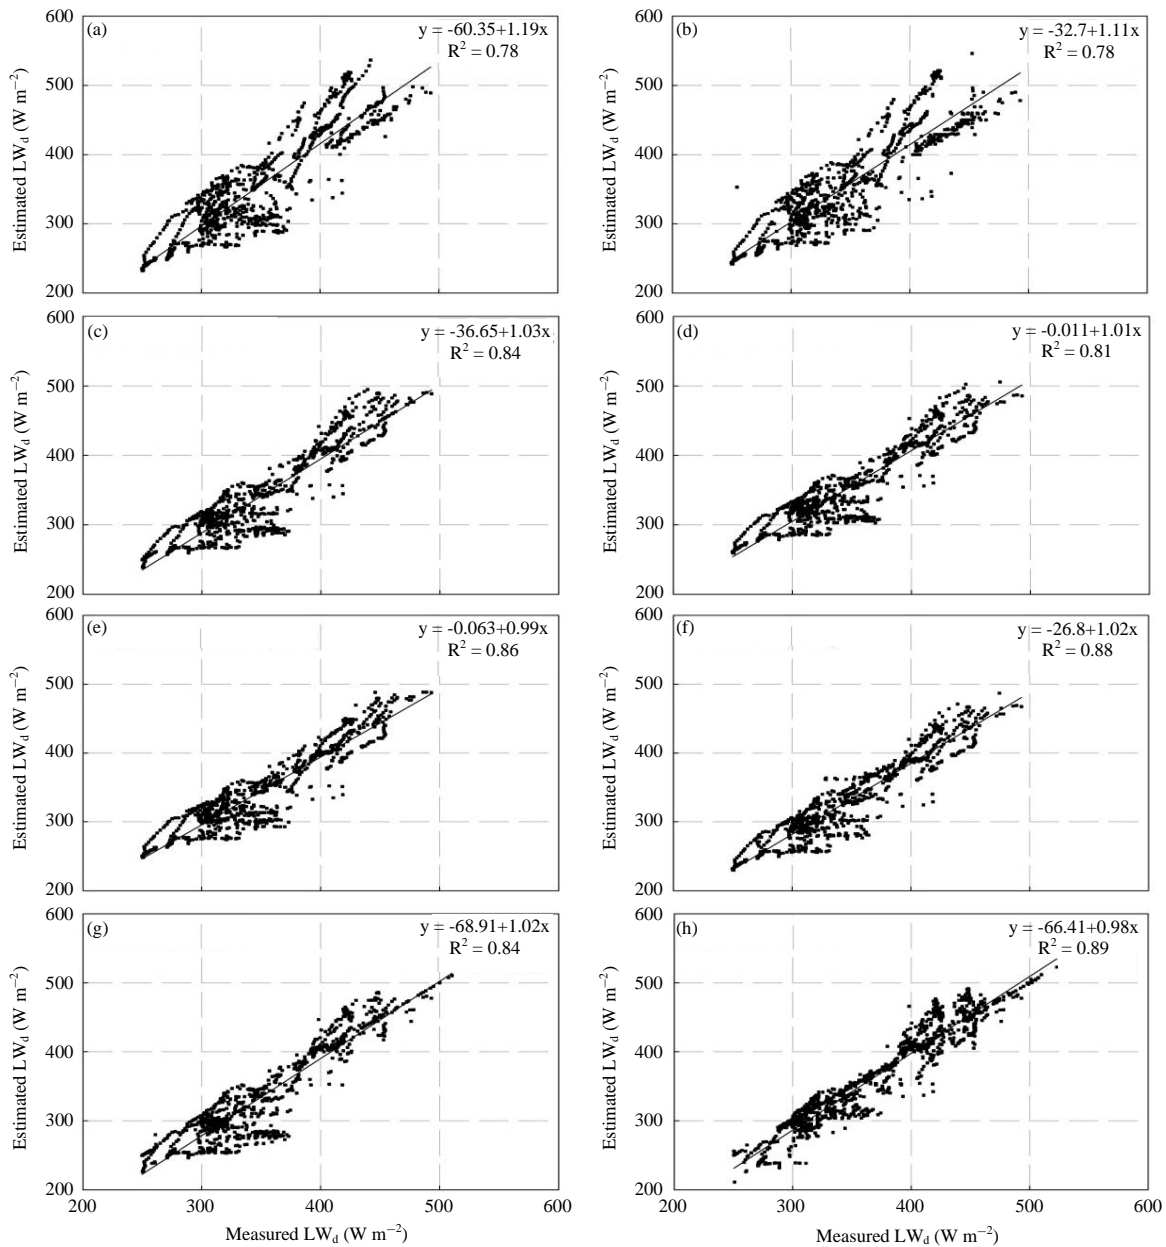 (a)
y = -60.35+1.19x
R² = 0.78
600
500
400
300
200
Estimated LW_d (W m⁻²)
(b)
y = -32.7+1.11x
R² = 0.78
600
500
400
300
200
Estimated LW_d (W m⁻²)
(c)
y = -36.65+1.03x
R² = 0.84
600
500
400
300
200
Estimated LW_d (W m⁻²)
(d)
y = -0.011+1.01x
R² = 0.81
600
500
400
300
200
Estimated LW_d (W m⁻²)
(e)
y = -0.063+0.99x
R² = 0.86
600
500
400
300
200
Estimated LW_d (W m⁻²)
(f)
y = -26.8+1.02x
R² = 0.88
600
500
400
300
200
Estimated LW_d (W m⁻²)
(g)
y = -68.91+1.02x
R² = 0.84
600
500
400
300
200
Estimated LW_d (W m⁻²)
200 300 400 500 600
Measured LW_d (W m⁻²)
(h)
y = -66.41+0.98x
R² = 0.89
600
500
400
300
200
Estimated LW_d (W m⁻²)
200 300 400 500 600
Measured LW_d (W m⁻²)